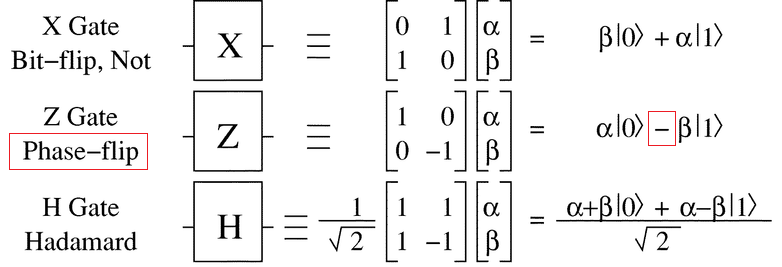 X Gate
Bit−flip, Not
X ≡ [0 1 1 0] [α β] = β|0⟩ + α|1⟩
Z Gate
Phase−flip
Z ≡ [1 0 0 −1] [α β] = α|0⟩ − β|1⟩
H Gate
Hadamard
H ≡ 1/√2 [1 1 1 −1] [α β] = α+β|0⟩ + α−β|1⟩ / √2